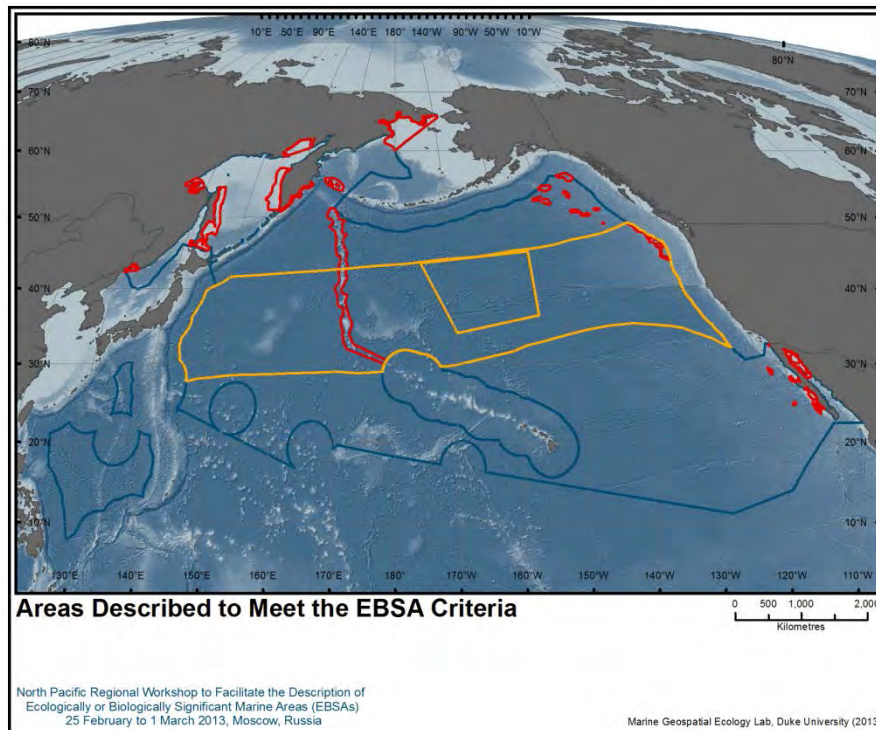 10°E 50°E 90°E 140°E 180° 140°W 90°W 50°W 10°W
80°N 80°N
70°N 70°N
60°N 60°N
50°N 50°N
40°N 40°N
30°N 30°N
20°N 20°N
10°N 10°N
130°E 140°E 150°E 160°E 170°E 180° 170°W 160°W 150°W 140°W 130°W 120°W 110°W
Areas Described to Meet the EBSA Criteria
0 500 1,000 2,000
Kilometres
North Pacific Regional Workshop to Facilitate the Description of
Ecologically or Biologically Significant Marine Areas (EBSAs)
25 February to 1 March 2013, Moscow, Russia
Marine Geospatial Ecology Lab, Duke University (2013